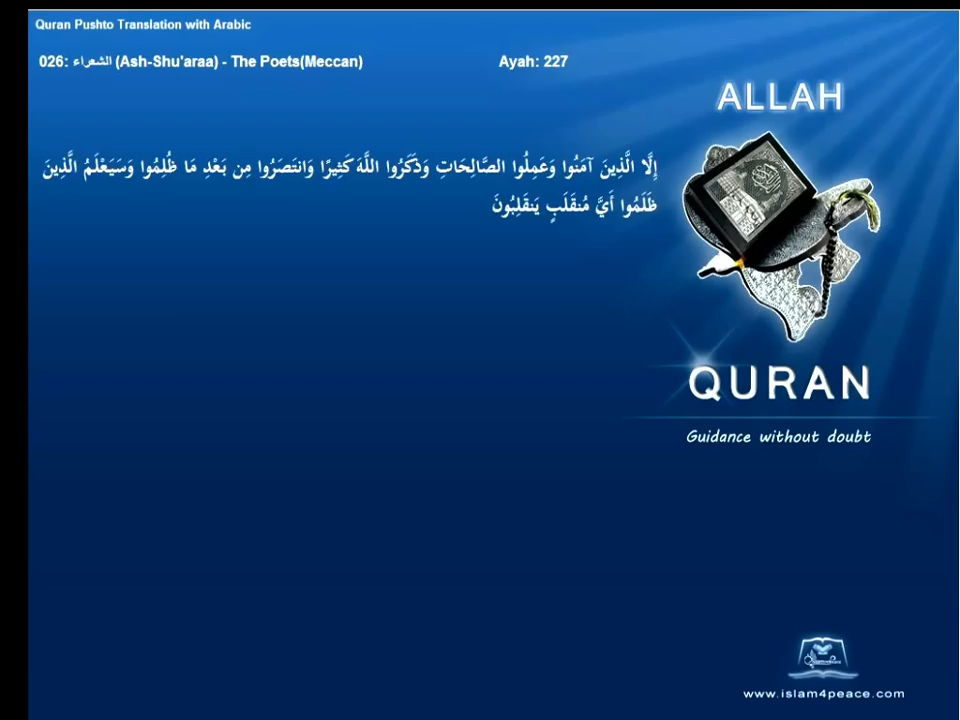 Quran Pushto Translation with Arabic
026: الشعراء (Ash-Shu'araa) - The Poets(Meccan) Ayah: 227
ALLAH
إِلَّا الَّذِينَ آمَنُوا وَعَمِلُوا الصَّالِحَاتِ وَذَكَرُوا اللَّهَ كَثِيرًا وَانتَصَرُوا مِن بَعْدِ مَا ظُلِمُوا وَسَيَعْلَمُ الَّذِينَ
ظَلَمُوا أَيَّ مُنقَلَبٍ يَنقَلِبُونَ
QURAN
Guidance without doubt
www.islam4peace.com